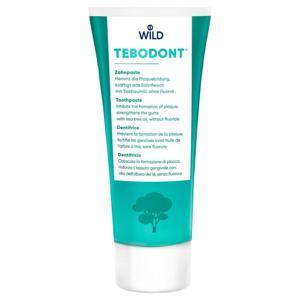 WILD
TEBODONT®
Zahnpaste
Hemmt die Plaquebildung,
kräftigt das Zahnfleisch
mit Teebaumöl, ohne Fluorid
Toothpaste
Inhibits the formation of plaque,
strengthens the gums
with tea tree oil, without fluoride
Dentifrice
Prévient la formation de la plaque,
fortifie les gencives avec huile de
l'arbre à thé, sans fluor
Dentifricio
Ostacola la formazione di placca,
rinforza il tessuto gengivale con
olio dell'albero del tè, senza fluoruro